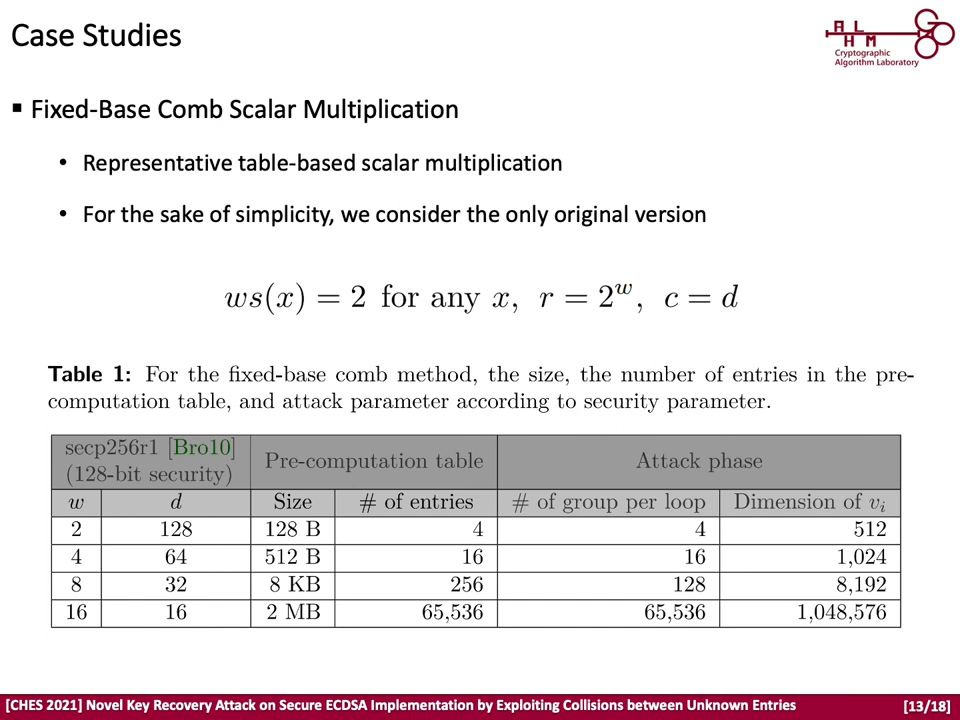 Case Studies
A L
H M
Cryptographic
Algorithm Laboratory
▪ Fixed-Base Comb Scalar Multiplication
• Representative table-based scalar multiplication
• For the sake of simplicity, we consider the only original version
ws(x) = 2 for any x, r = 2^w, c = d
Table 1: For the fixed-base comb method, the size, the number of entries in the pre-
computation table, and attack parameter according to security parameter.
secp256r1 [Bro10]
(128-bit security) Pre-computation table Attack phase
w d Size # of entries # of group per loop Dimension of v_i
2 128 128 B 4 4 512
4 64 512 B 16 16 1,024
8 32 8 KB 256 128 8,192
16 16 2 MB 65,536 65,536 1,048,576
[CHES 2021] Novel Key Recovery Attack on Secure ECDSA Implementation by Exploiting Collisions between Unknown Entries [13/18]